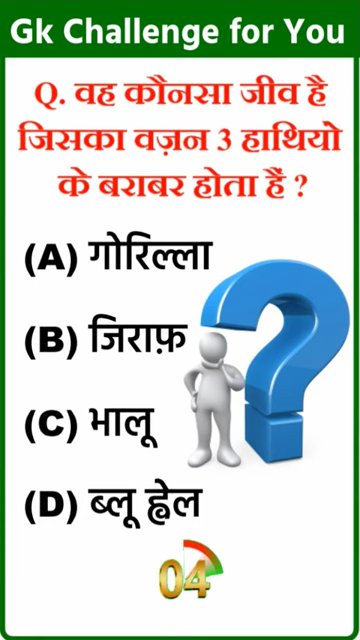 Gk Challenge for You
Q. वह कौनसा जीव है
जिसका वज़न 3 हाथियो
के बराबर होता हैं ?
(A) गोरिल्ला
(B) जिराफ़
(C) भालू
(D) ब्लू ह्वेल
04